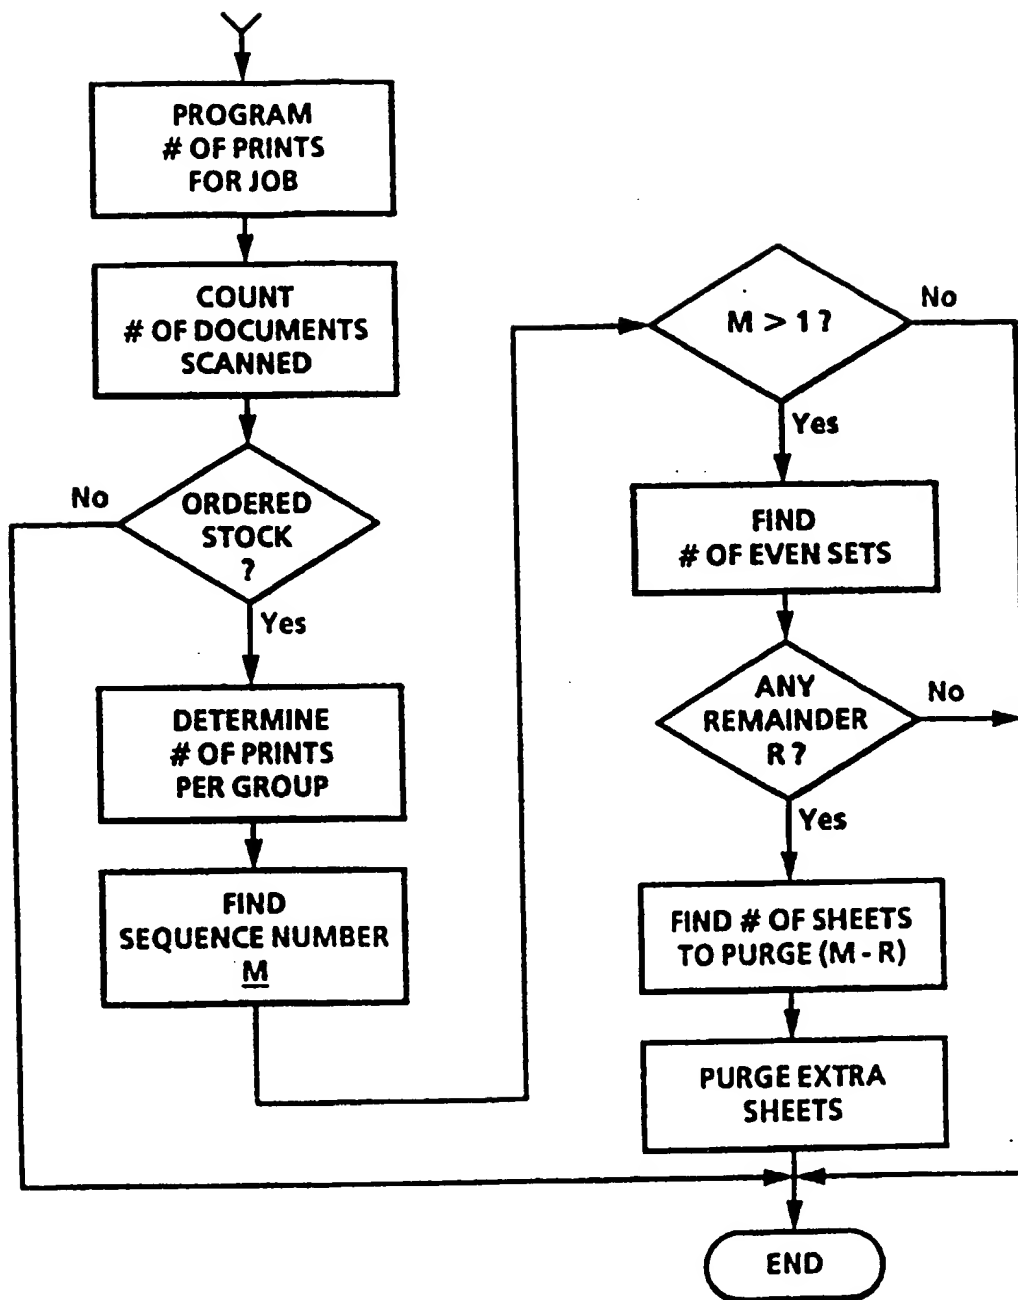 PROGRAM
# OF PRINTS
FOR JOB
COUNT
# OF DOCUMENTS
SCANNED
No
ORDERED
STOCK
?
Yes
DETERMINE
# OF PRINTS
PER GROUP
FIND
SEQUENCE NUMBER
M
M > 1 ?
No
Yes
FIND
# OF EVEN SETS
ANY
REMAINDER
R ?
No
Yes
FIND # OF SHEETS
TO PURGE (M - R)
PURGE EXTRA
SHEETS
END